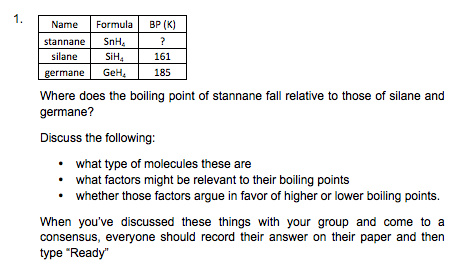 1.
Name Formula BP (K)
stannane SnH₄ ?
silane SiH₄ 161
germane GeH₄ 185
Where does the boiling point of stannane fall relative to those of silane and
germane?
Discuss the following:
• what type of molecules these are
• what factors might be relevant to their boiling points
• whether those factors argue in favor of higher or lower boiling points.
When you've discussed these things with your group and come to a
consensus, everyone should record their answer on their paper and then
type “Ready”